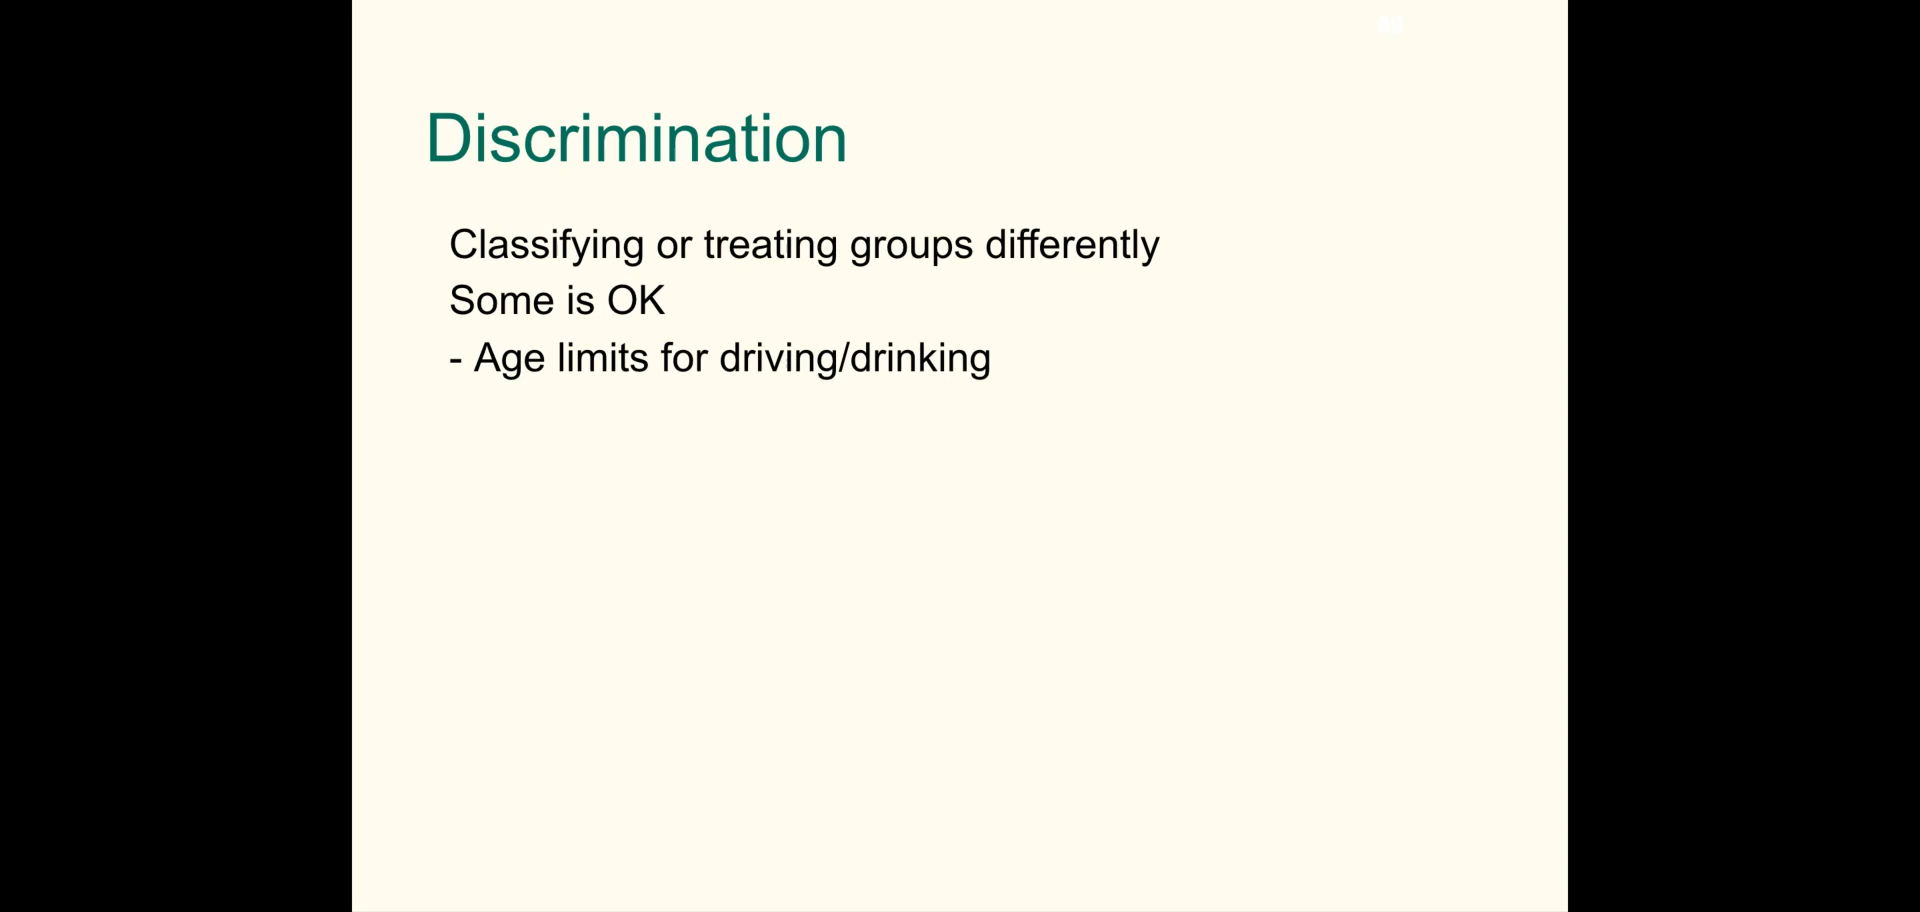 Discrimination
Classifying or treating groups differently
Some is OK
- Age limits for driving/drinking